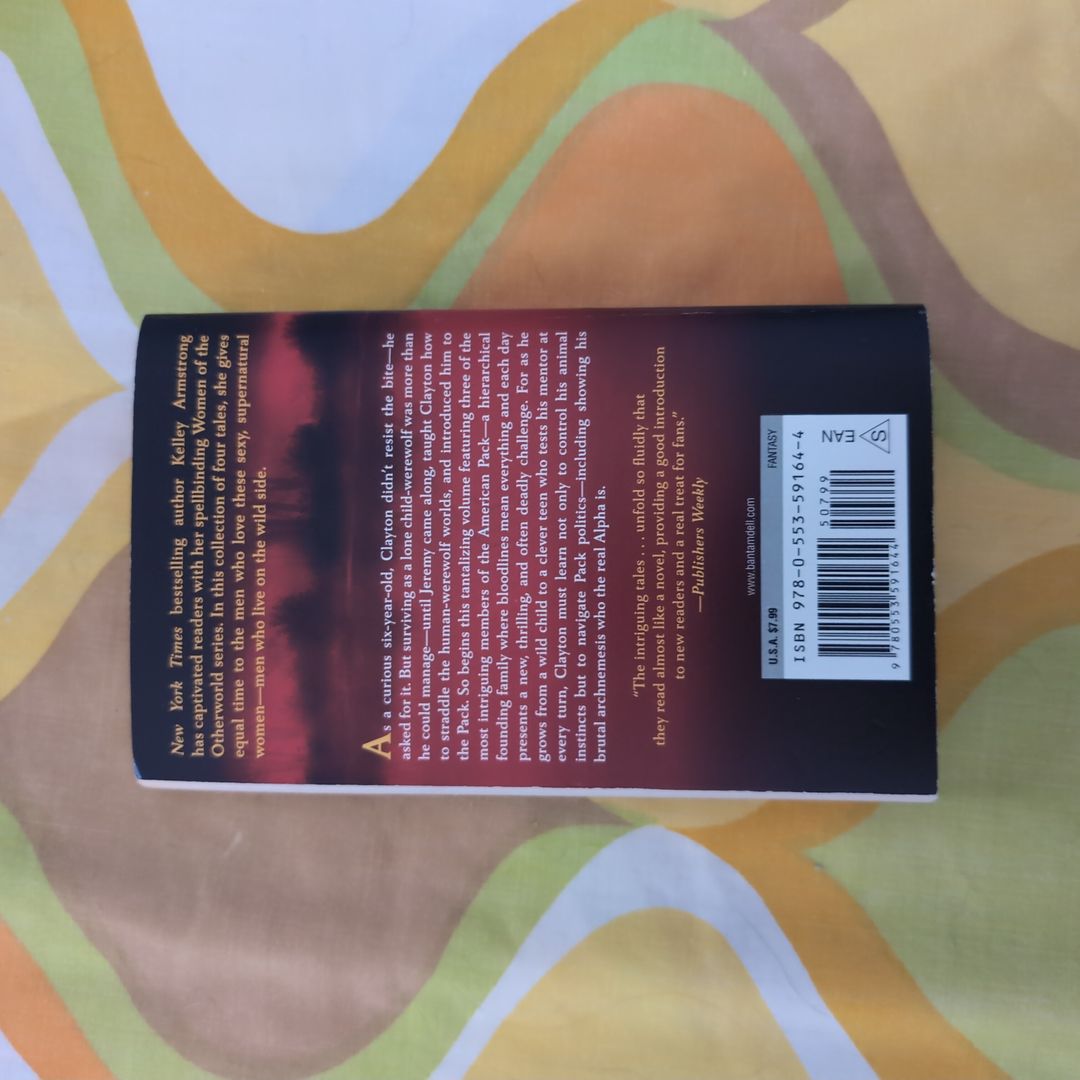 New York Times bestselling author Kelley Armstrong
has captivated readers with her spellbinding Women of the
Otherworld series. In this collection of four tales, she gives
equal time to the men who love these sexy, supernatural
women—men who live on the wild side.
As a curious six-year-old, Clayton didn't resist the bite—he
asked for it. But surviving as a lone child-werewolf was more than
he could manage—until Jeremy came along, taught Clayton how
to straddle the human-werewolf worlds, and introduced him to
the Pack. So begins this tantalizing volume featuring three of the
most intriguing members of the American Pack—a hierarchical
founding family where bloodlines mean everything and each day
presents a new, thrilling, and often deadly challenge. For as he
grows from a wild child to a clever teen who tests his mentor at
every turn, Clayton must learn not only to control his animal
instincts but to navigate Pack politics—including showing his
brutal archnemesis who the real Alpha is.
"The intriguing tales . . . unfold so fluidly that
they read almost like a novel, providing a good introduction
to new readers and a real treat for fans."
—Publishers Weekly
www.bantamdell.com
U.S.A. $7.99 FANTASY
ISBN 978-0-553-59164-4
50799
EAN
S
9 780553 591644